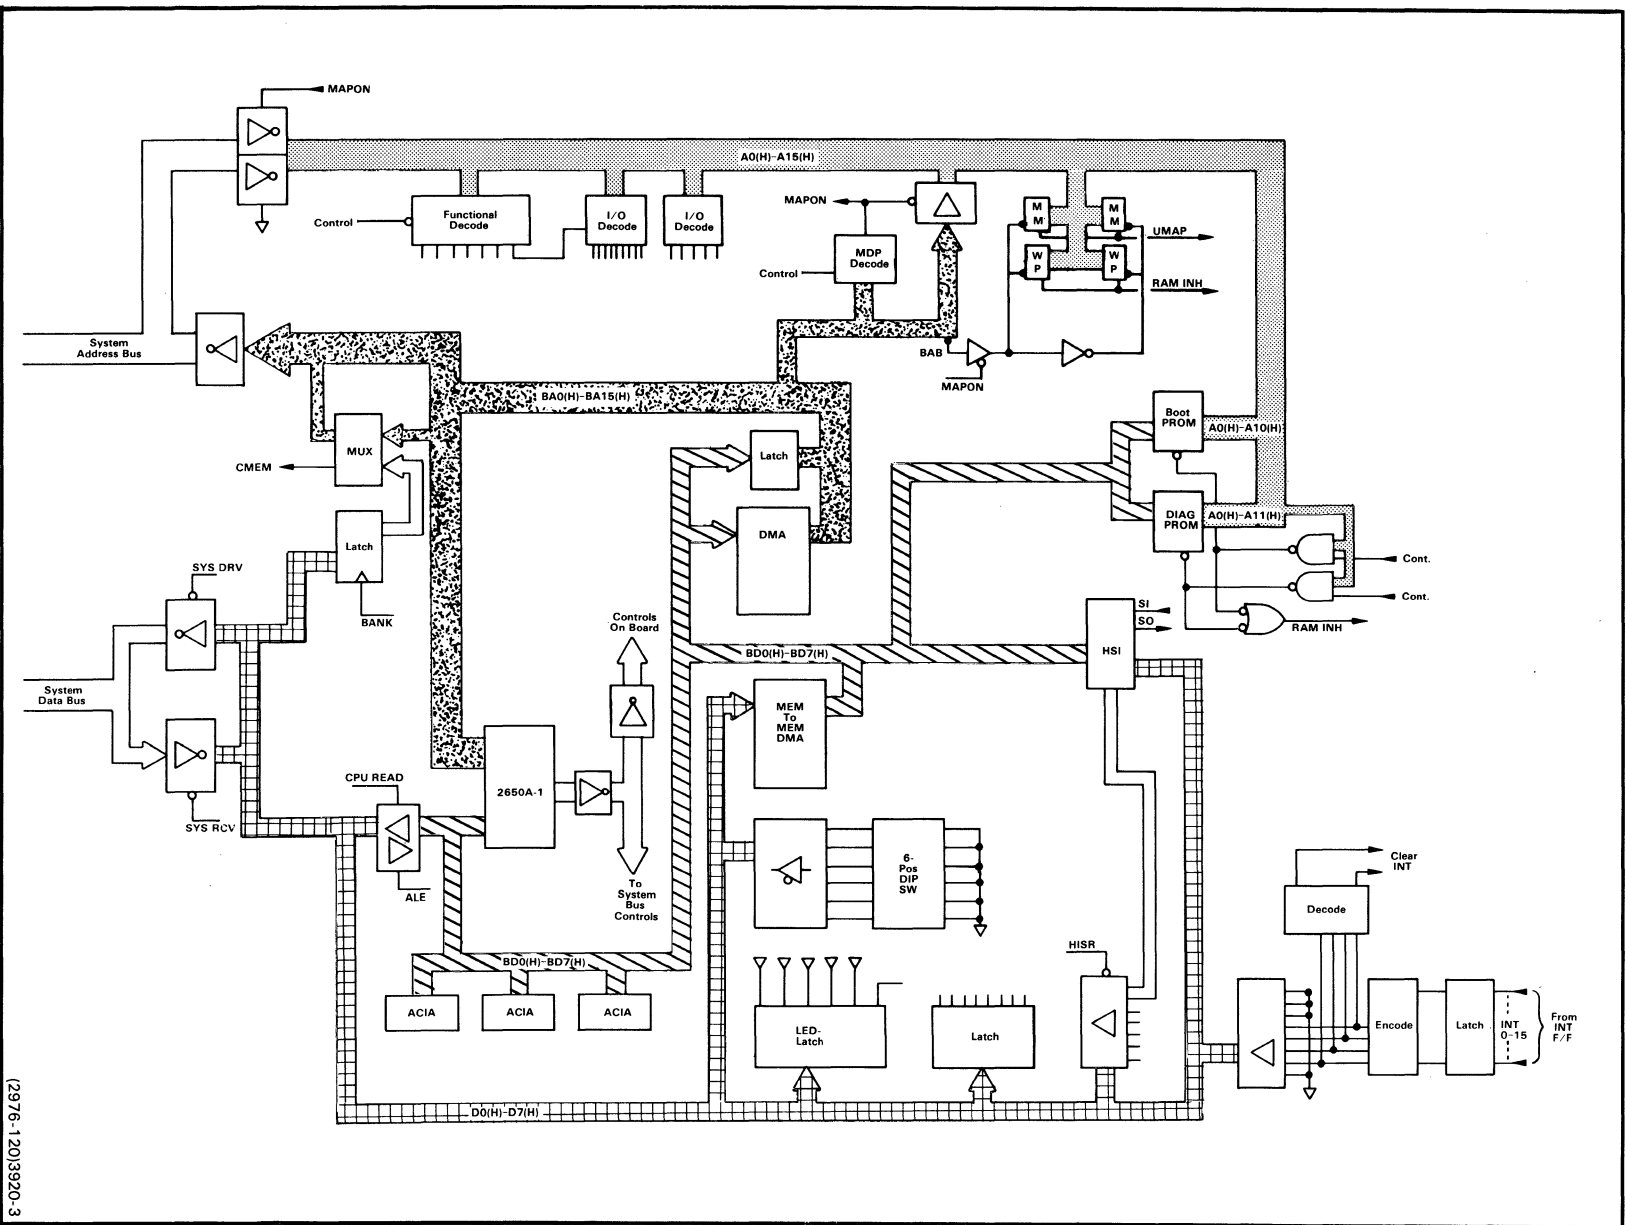 MAPON
A0(H)-A15(H)
Control
Functional
Decode
I/O
Decode
I/O
Decode
MAPON
MDP
Decode
Control
M
M
M
M
W
P
W
P
UMAP
RAM INH
System
Address Bus
BAB
MAPON
BA0(H)-BA15(H)
MUX
CMEM
Latch
Boot
PROM
A0(H)-A10(H)
DIAG
PROM
A0(H)-A11(H)
Latch
DMA
Cont.
Cont.
SYS DRV
BANK
Controls
On Board
SI
SO
HSI
RAM INH
BD0(H)-BD7(H)
System
Data Bus
MEM
To
MEM
DMA
CPU READ
2650A-1
SYS RCV
ALE
To
System
Bus
Controls
6-
Pos
DIP
SW
Clear
INT
Decode
BD0(H)-BD7(H)
HISR
ACIA
ACIA
ACIA
LED-
Latch
Latch
Encode
Latch
INT
0-15
From
INT
F/F
D0(H)-D7(H)
(2976-120)3920-3